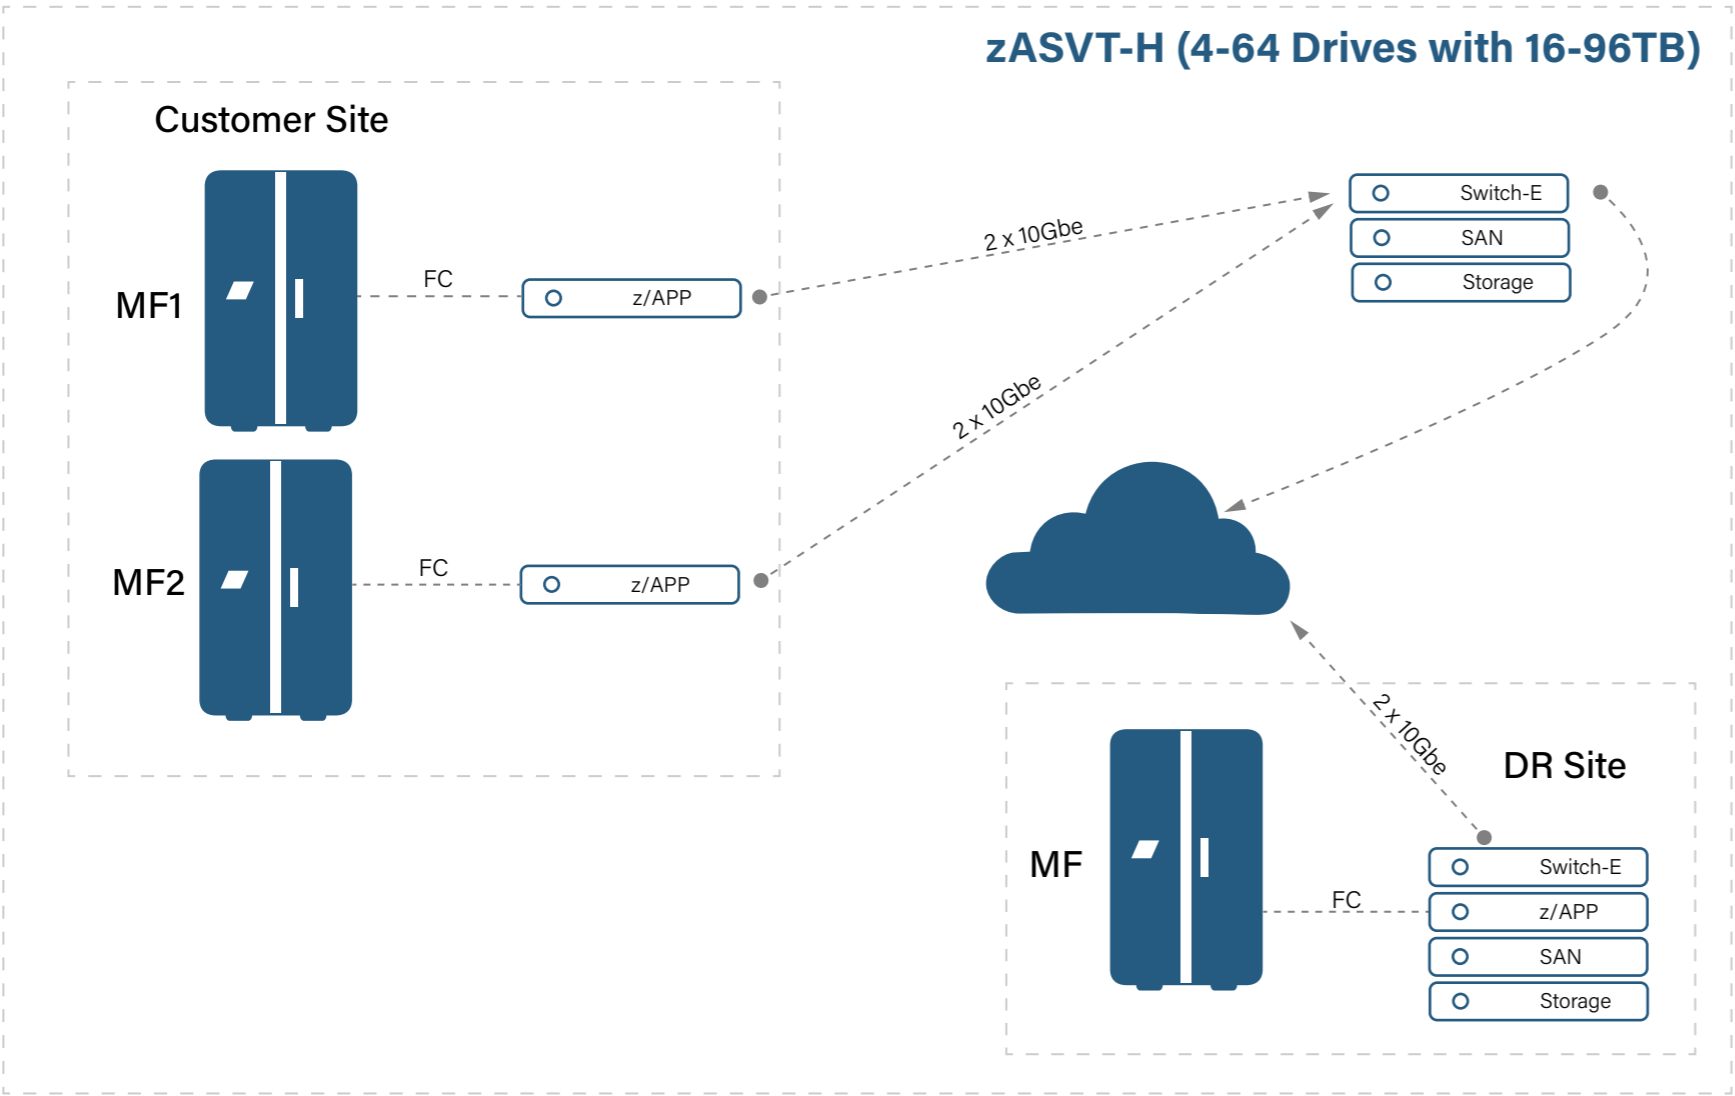 zASVT-H (4-64 Drives with 16-96TB)
Customer Site
MF1
FC
z/APP
2 x 10Gbe
Switch-E
SAN
Storage
MF2
FC
z/APP
2 x 10Gbe
2 x 10Gbe
DR Site
MF
FC
Switch-E
z/APP
SAN
Storage